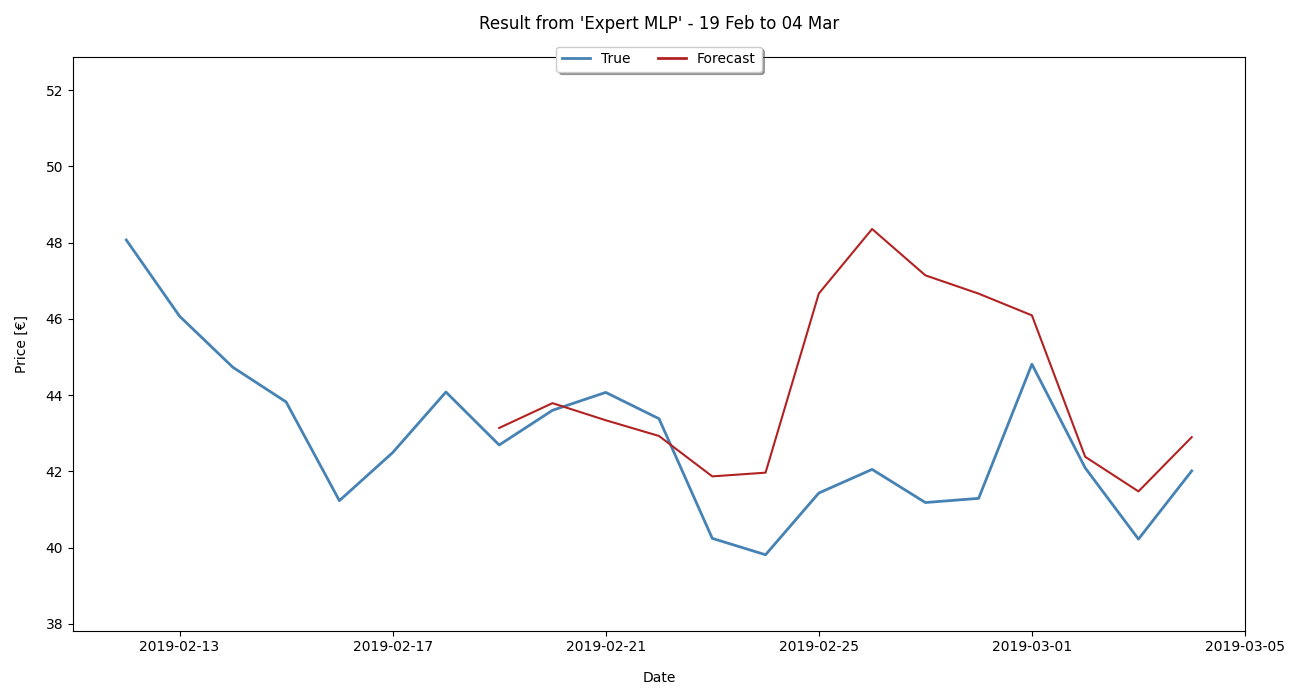 Result from 'Expert MLP' - 19 Feb to 04 Mar
True Forecast
52
50
48
46
44
42
40
38
Price [€]
2019-02-13 2019-02-17 2019-02-21 2019-02-25 2019-03-01 2019-03-05
Date